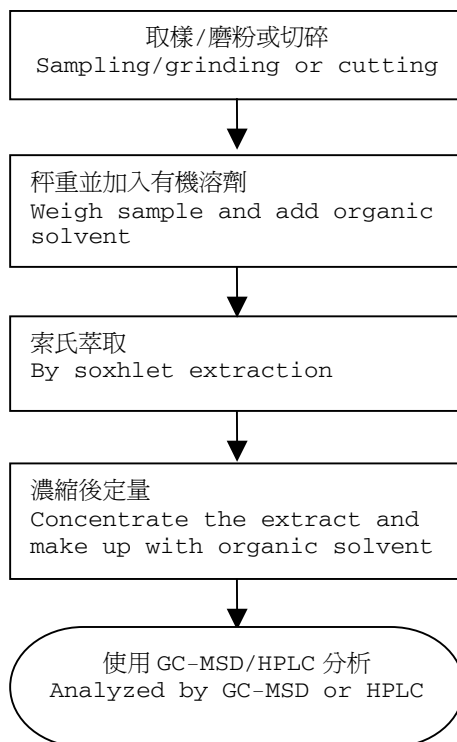 取樣/磨粉或切碎
Sampling/grinding or cutting
秤重並加入有機溶劑
Weigh sample and add organic
solvent
索氏萃取
By soxhlet extraction
濃縮後定量
Concentrate the extract and
make up with organic solvent
使用 GC-MSD/HPLC 分析
Analyzed by GC-MSD or HPLC